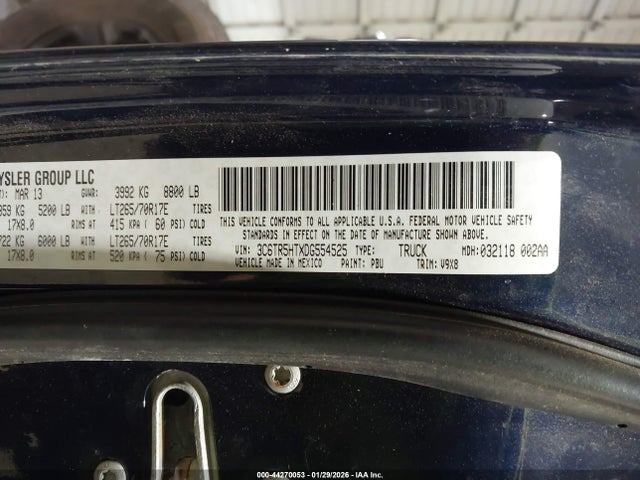 YSLER GROUP LLC
MAR 13 GVWR: 3992 KG 8800 LB
959 KG 5200 LB WITH LT265/70R17E TIRES
17X8.0 RIMS AT 415 KPA ( 60 PSI) COLD
722 KG 6000 LB WITH LT265/70R17E TIRES
17X8.0 RIMS AT 520 KPA ( 75 PSI) COLD
THIS VEHICLE CONFORMS TO ALL APPLICABLE U.S.A. FEDERAL MOTOR VEHICLE SAFETY
STANDARDS IN EFFECT ON THE DATE OF MANUFACTURE SHOWN ABOVE.
VIN: 3C6TR5HTXDG554525 TYPE: TRUCK MDH: 032118 002AA
VEHICLE MADE IN MEXICO PAINT: PBU TRIM: V9X8
000-44270053 - 01/29/2026 - IAAI.COM